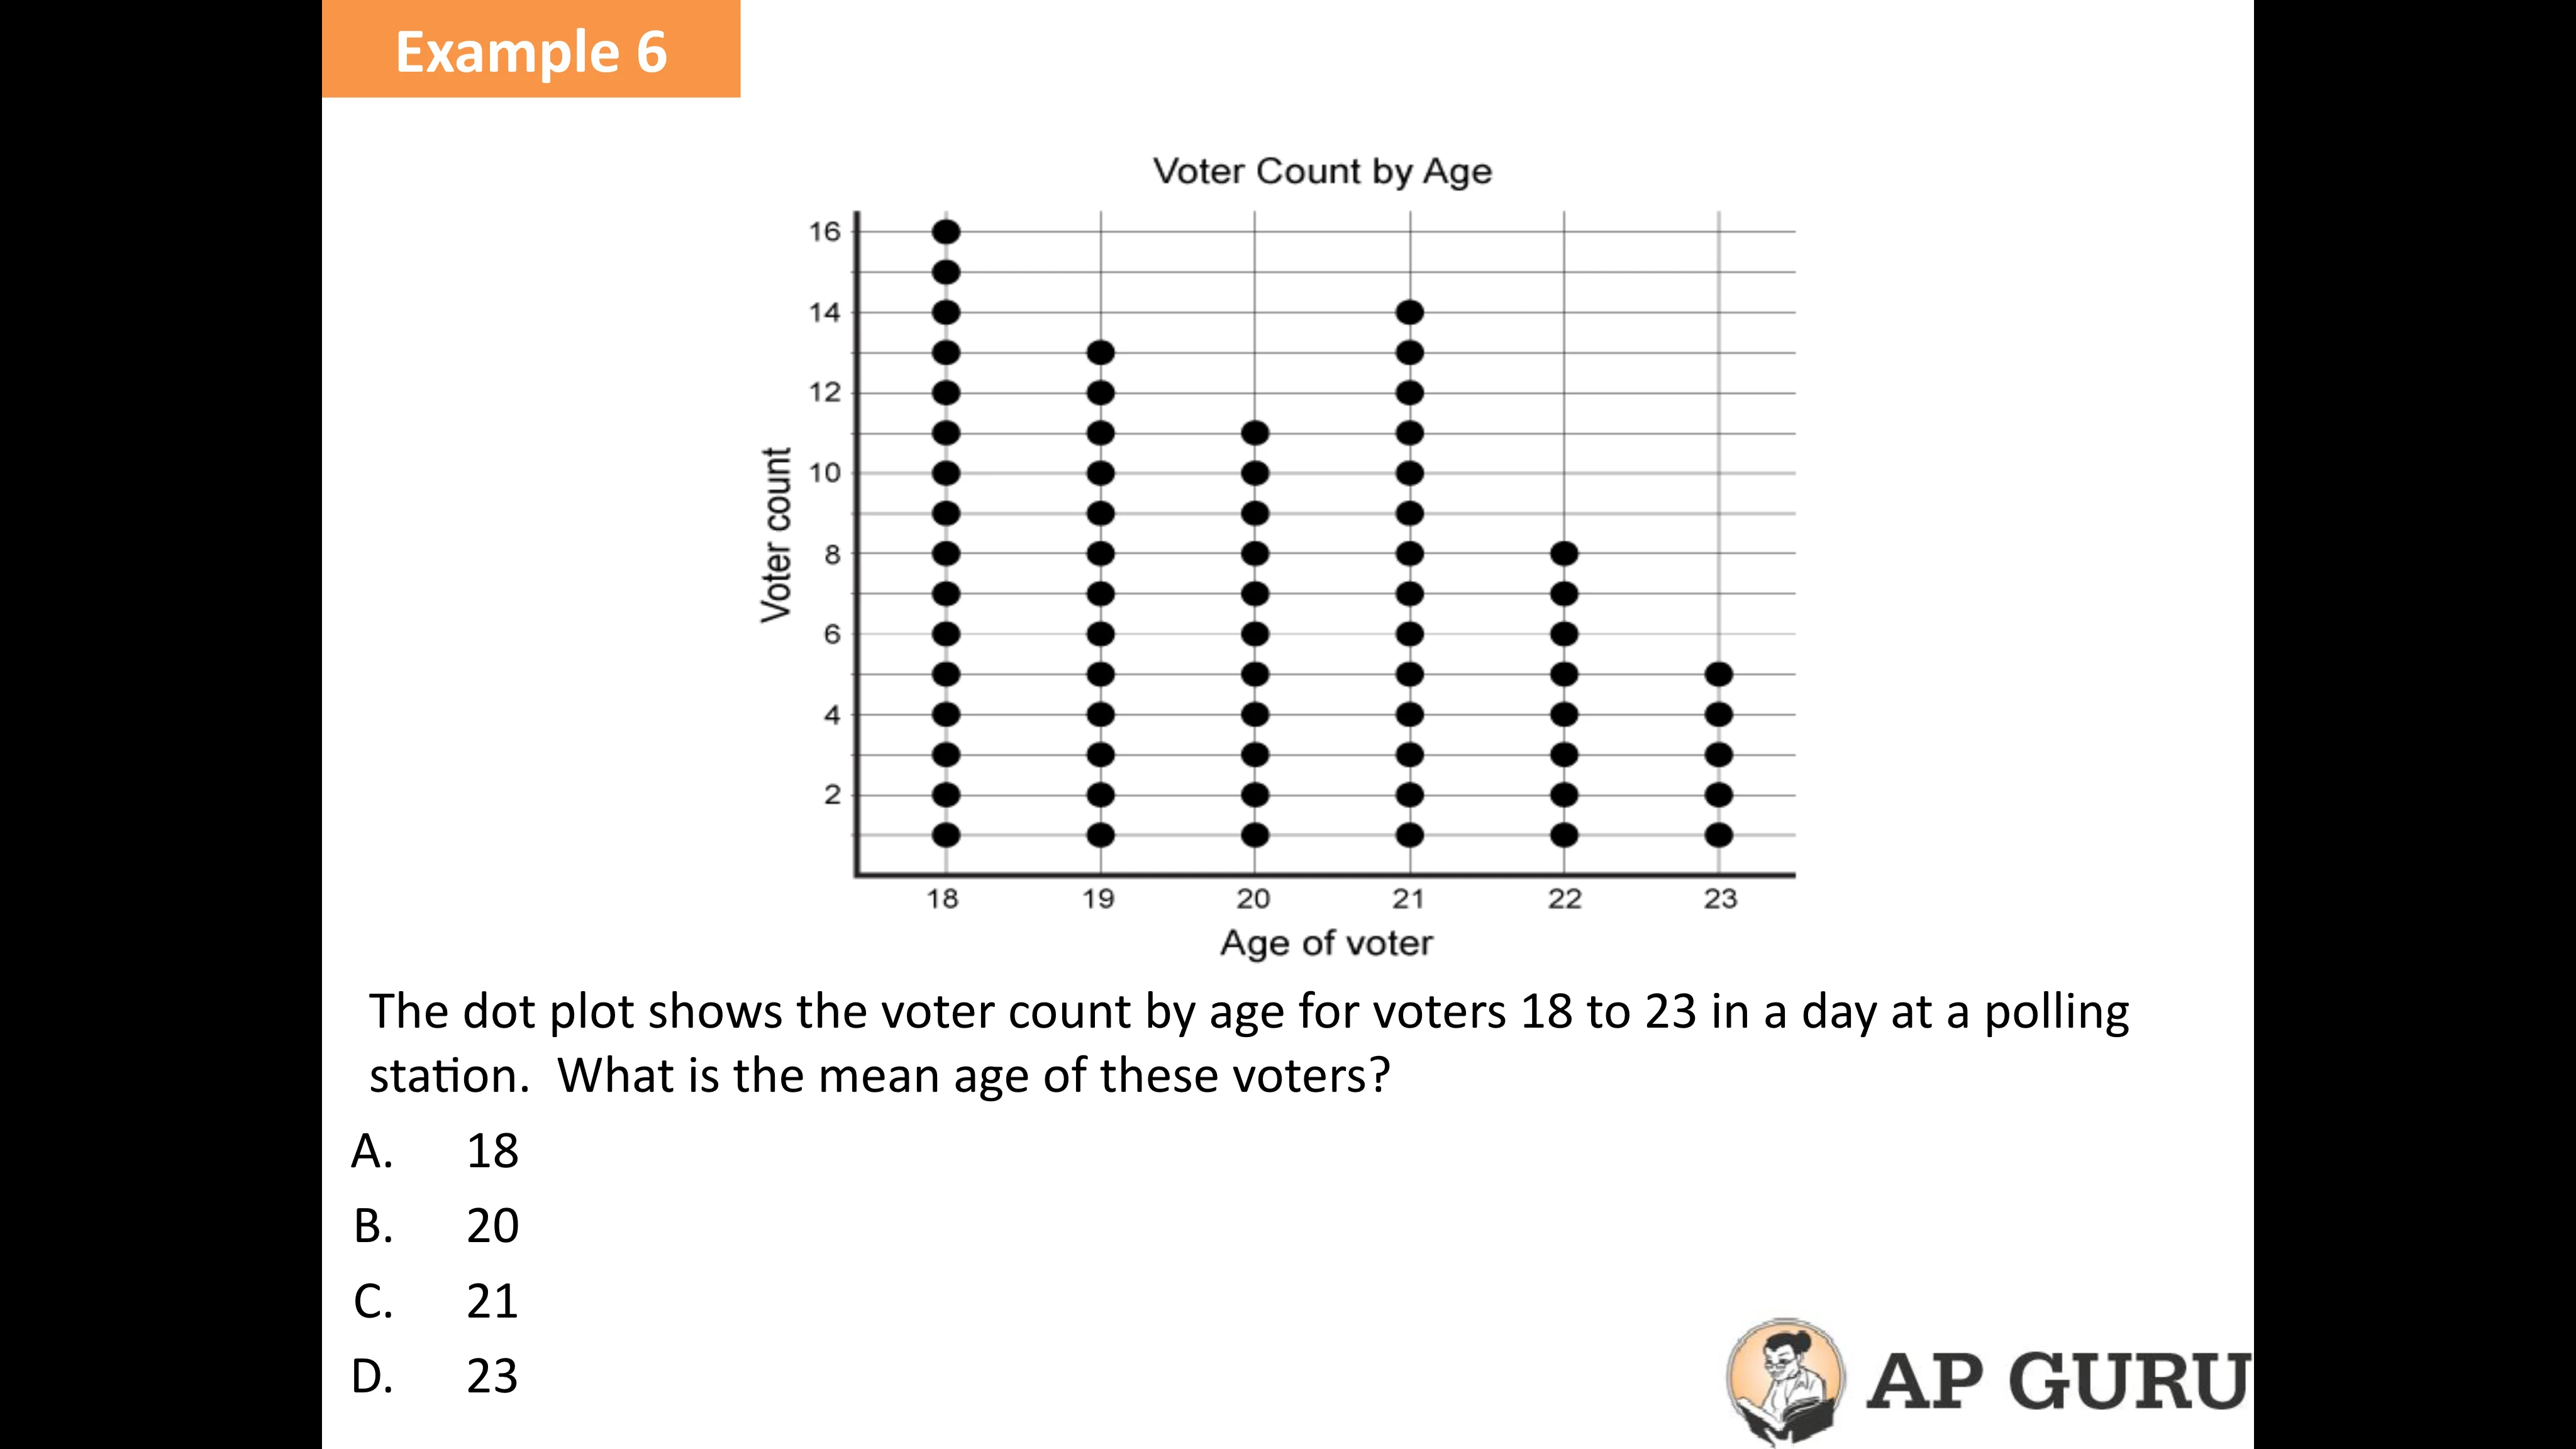 Example 6
Voter Count by Age
16
14
12
10
8
6
4
2
Voter count
18 19 20 21 22 23
Age of voter
The dot plot shows the voter count by age for voters 18 to 23 in a day at a polling
station.  What is the mean age of these voters?
A. 18
B. 20
C. 21
D. 23
AP GURU